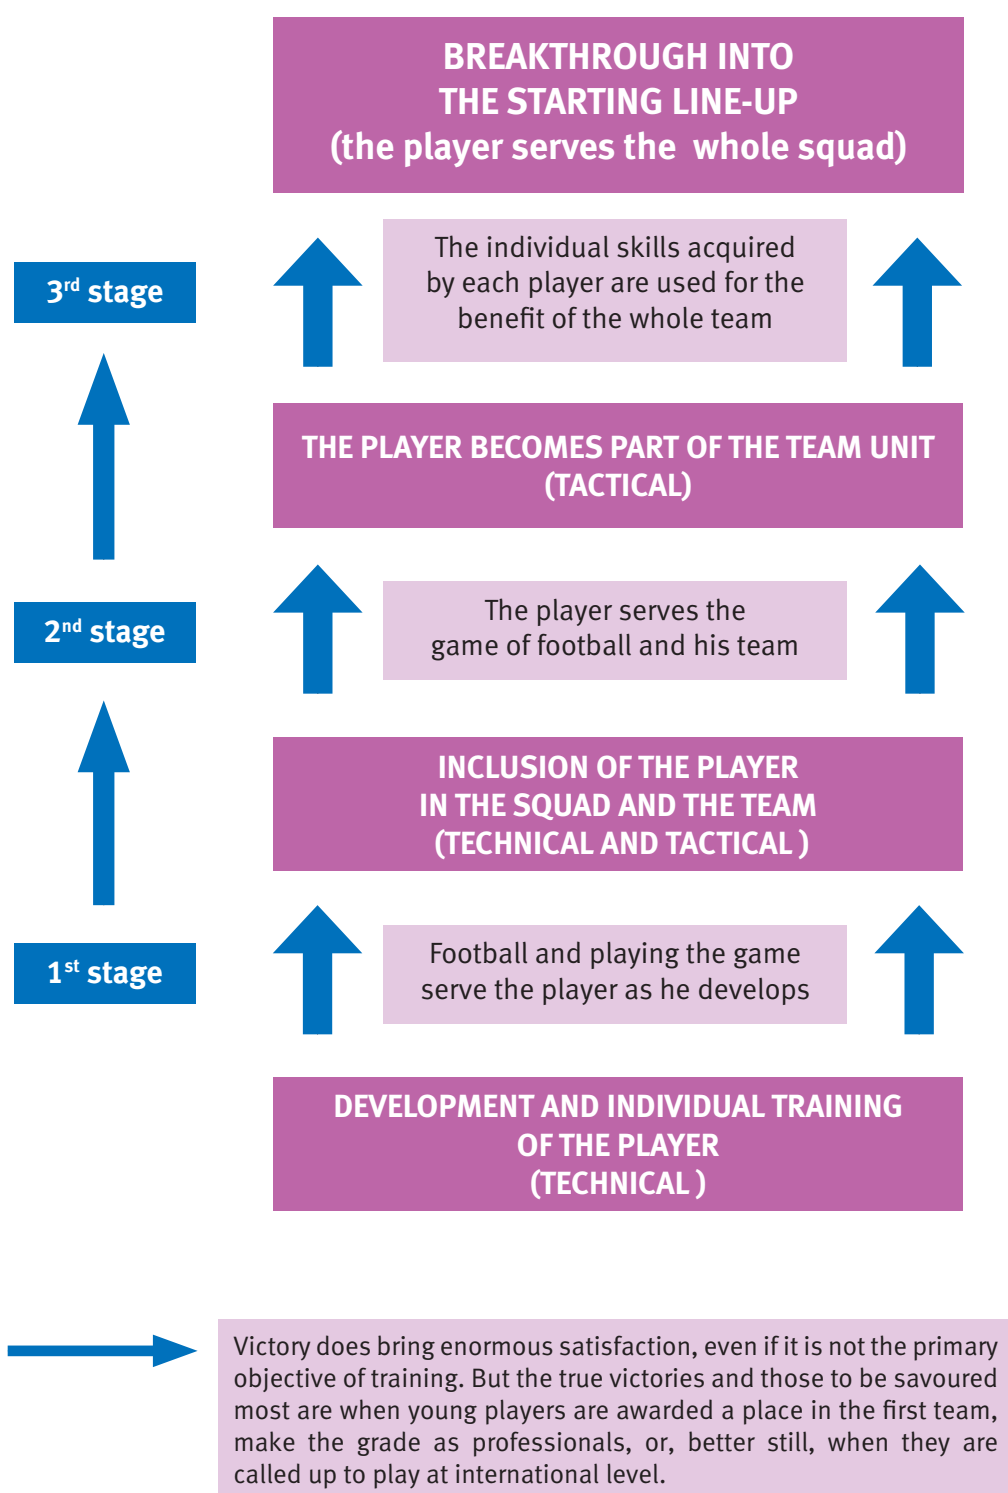 BREAKTHROUGH INTO
THE STARTING LINE-UP
(the player serves the whole squad)
3rd stage
The individual skills acquired
by each player are used for the
benefit of the whole team
THE PLAYER BECOMES PART OF THE TEAM UNIT
(TACTICAL)
2nd stage
The player serves the
game of football and his team
INCLUSION OF THE PLAYER
IN THE SQUAD AND THE TEAM
(TECHNICAL AND TACTICAL )
1st stage
Football and playing the game
serve the player as he develops
DEVELOPMENT AND INDIVIDUAL TRAINING
OF THE PLAYER
(TECHNICAL )
Victory does bring enormous satisfaction, even if it is not the primary
objective of training. But the true victories and those to be savoured
most are when young players are awarded a place in the first team,
make the grade as professionals, or, better still, when they are
called up to play at international level.